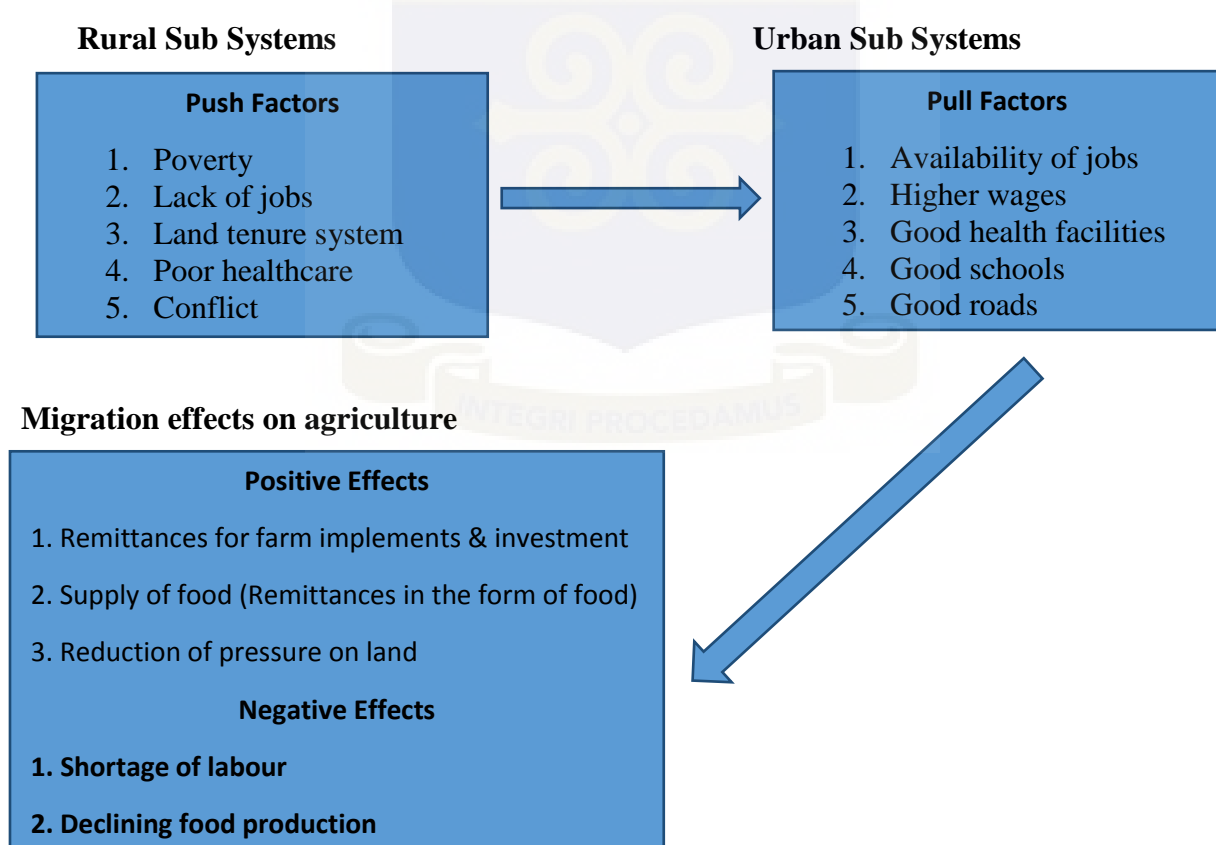 Rural Sub Systems
Urban Sub Systems
Push Factors
1. Poverty
2. Lack of jobs
3. Land tenure system
4. Poor healthcare
5. Conflict
Pull Factors
1. Availability of jobs
2. Higher wages
3. Good health facilities
4. Good schools
5. Good roads
INTEGRI PROCEDAMUS
Migration effects on agriculture
Positive Effects
1. Remittances for farm implements & investment
2. Supply of food (Remittances in the form of food)
3. Reduction of pressure on land
Negative Effects
1. Shortage of labour
2. Declining food production